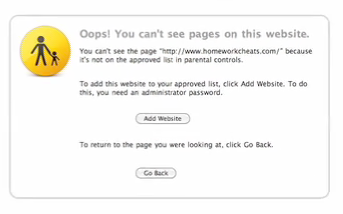 Oops! You can't see pages on this website.
You can't see the page "http://www.homeworkcheats.com/" because
it's not on the approved list in parental controls.
To add this website to your approved list, click Add Website. To do
this, you need an administrator password.
Add Website
To return to the page you were looking at, click Go Back.
Go Back